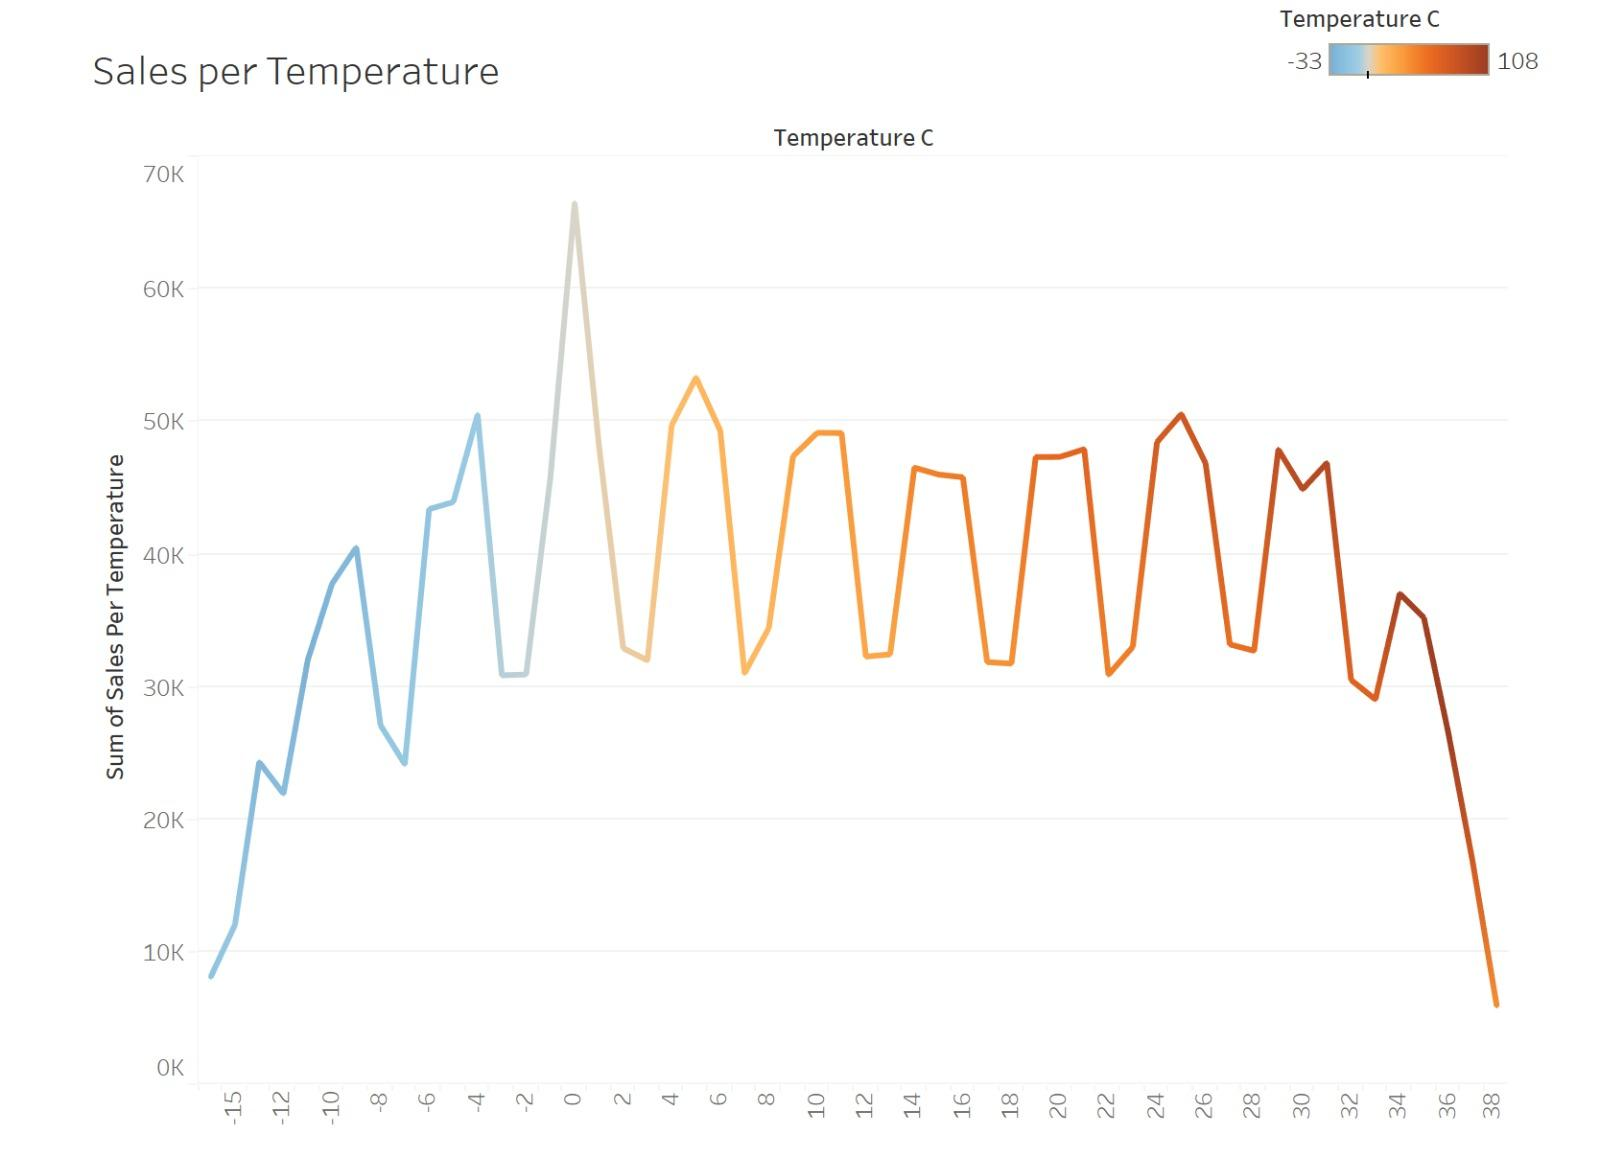 Temperature C
-33 108
Sales per Temperature
Temperature C
Sum of Sales Per Temperature
70K
60K
50K
40K
30K
20K
10K
0K
-15 -12 -10 -8 -6 -4 -2 0 2 4 6 8 10 12 14 16 18 20 22 24 26 28 30 32 34 36 38